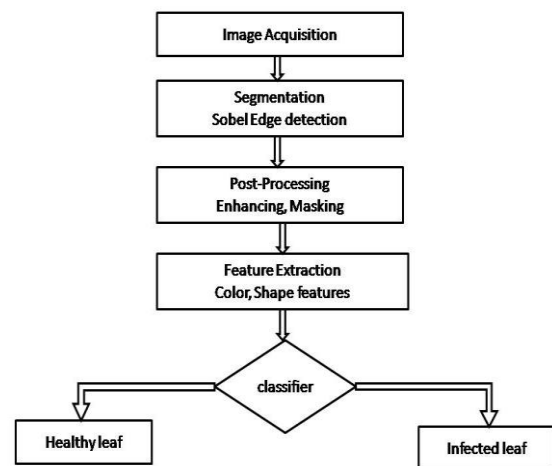 Image Acquisition
Segmentation
Sobel Edge detection
Post-Processing
Enhancing, Masking
Feature Extraction
Color, Shape features
classifier
Healthy leaf
Infected leaf